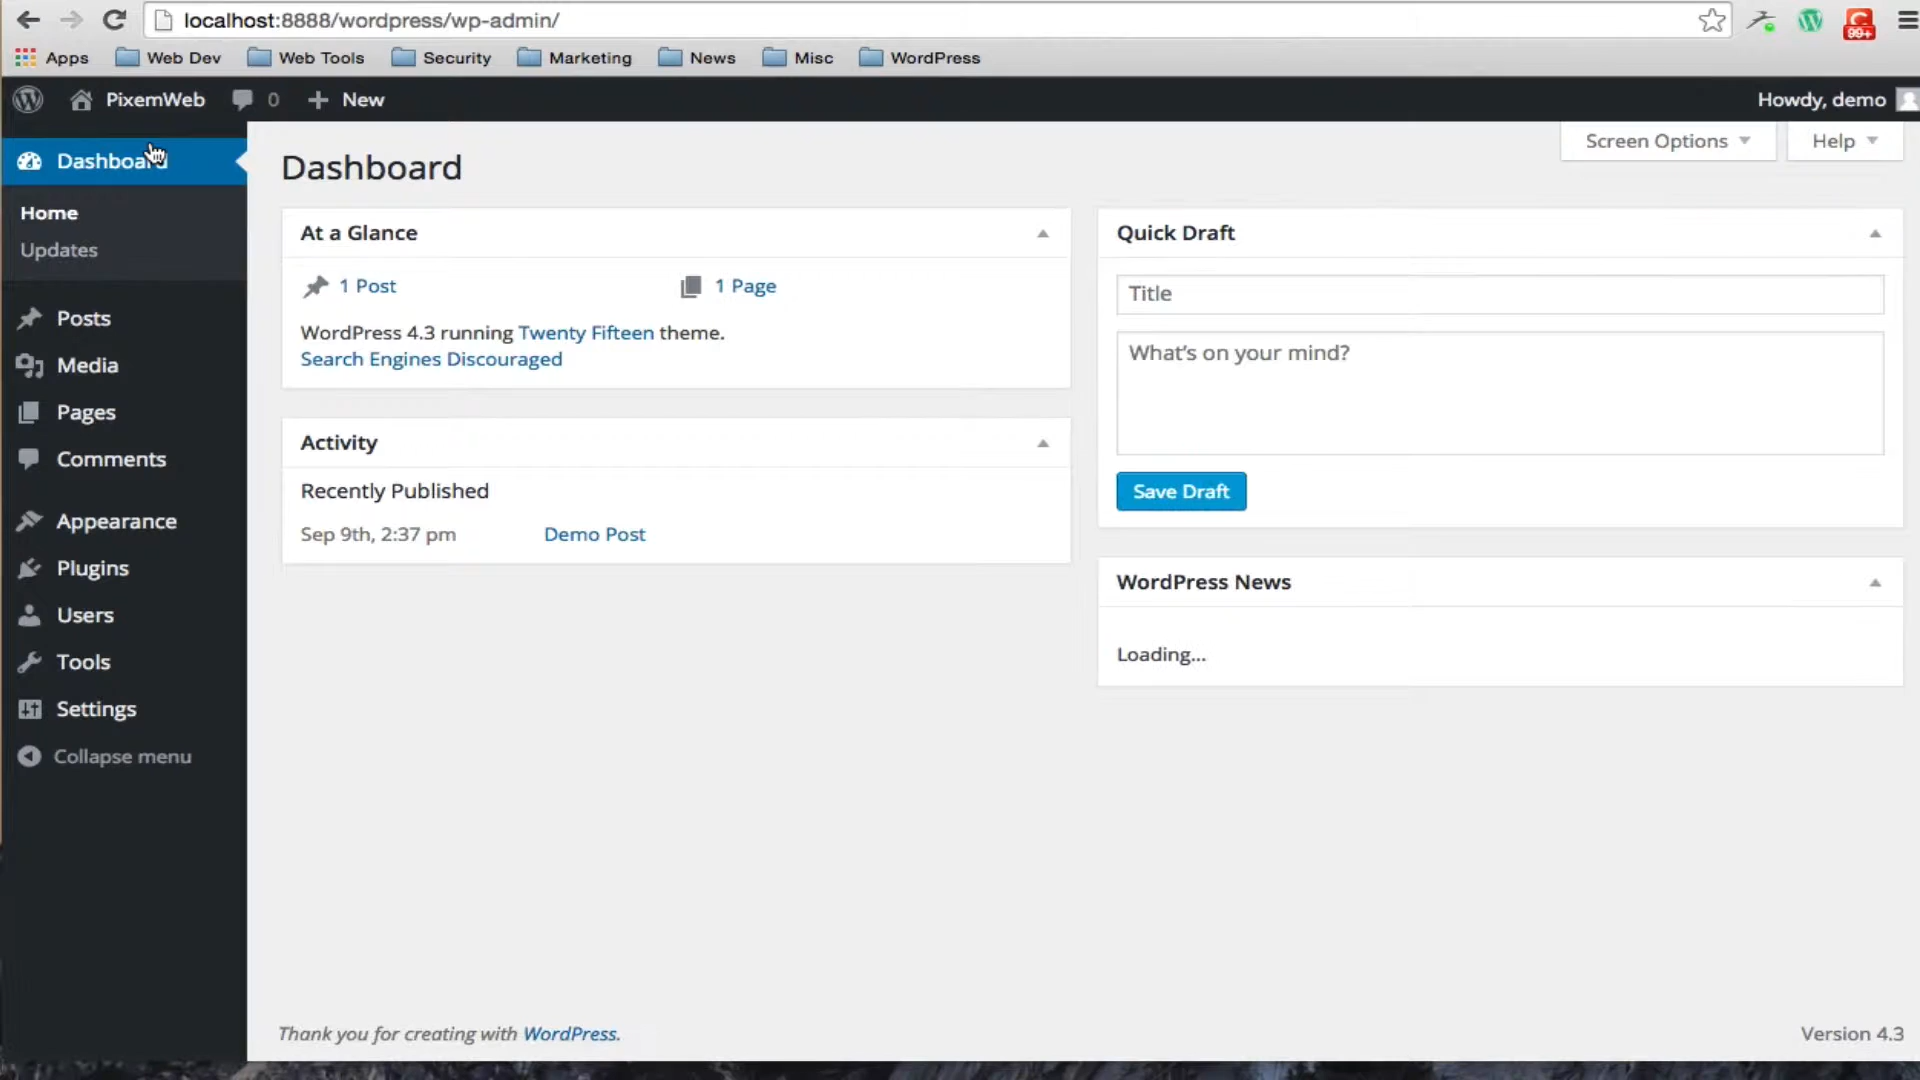 localhost:8888/wordpress/wp-admin/
99+
Apps Web Dev Web Tools Security Marketing News Misc WordPress
PixemWeb 0 New Howdy, demo
Dashboard
Home
Updates
Posts
Media
Pages
Comments
Appearance
Plugins
Users
Tools
Settings
Collapse menu
Screen Options Help
Dashboard
At a Glance
1 Post 1 Page
WordPress 4.3 running Twenty Fifteen theme.
Search Engines Discouraged
Activity
Recently Published
Sep 9th, 2:37 pm Demo Post
Quick Draft
Title
What's on your mind?
Save Draft
WordPress News
Loading...
Thank you for creating with WordPress. Version 4.3